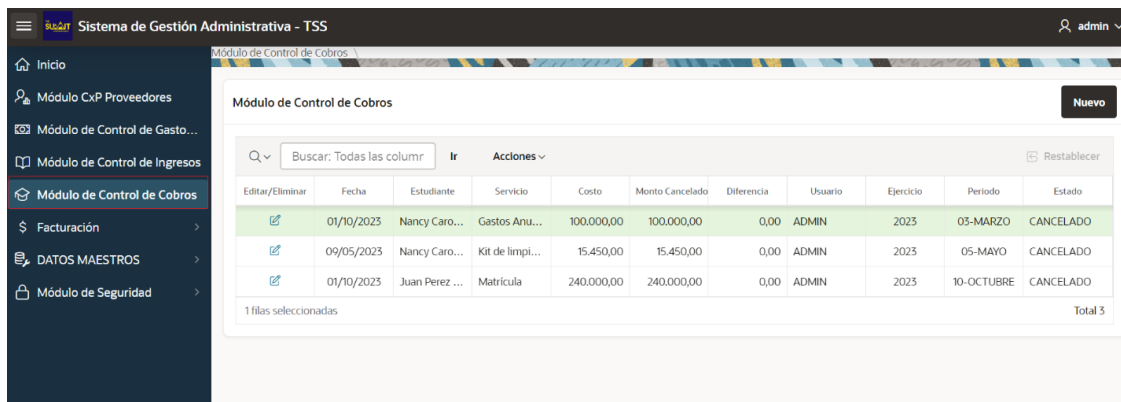 SUMMIT Sistema de Gestión Administrativa - TSS admin
Módulo de Control de Cobros \
Inicio
Módulo CxP Proveedores
Módulo de Control de Gasto...
Módulo de Control de Ingresos
Módulo de Control de Cobros
Facturación
DATOS MAESTROS
Módulo de Seguridad
Módulo de Control de Cobros Nuevo
Buscar: Todas las columr Ir Acciones Restablecer
Editar/Eliminar Fecha Estudiante Servicio Costo Monto Cancelado Diferencia Usuario Ejercicio Periodo Estado
01/10/2023 Nancy Caro... Gastos Anu... 100.000,00 100.000,00 0,00 ADMIN 2023 03-MARZO CANCELADO
09/05/2023 Nancy Caro... Kit de limpi... 15.450,00 15.450,00 0,00 ADMIN 2023 05-MAYO CANCELADO
01/10/2023 Juan Perez ... Matrícula 240.000,00 240.000,00 0,00 ADMIN 2023 10-OCTUBRE CANCELADO
1 filas seleccionadas Total 3